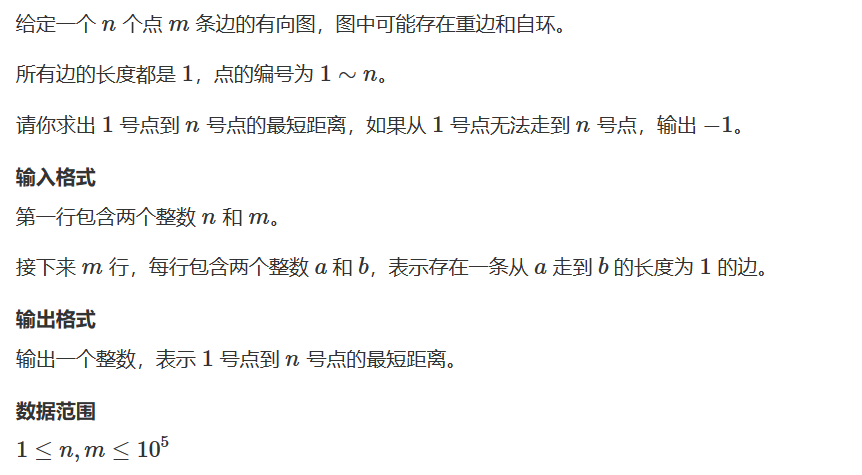 给定一个 n 个点 m 条边的有向图，图中可能存在重边和自环。
所有边的长度都是 1，点的编号为 1 ∼ n。
请你求出 1 号点到 n 号点的最短距离，如果从 1 号点无法走到 n 号点，输出 −1。
输入格式
第一行包含两个整数 n 和 m。
接下来 m 行，每行包含两个整数 a 和 b，表示存在一条从 a 走到 b 的长度为 1 的边。
输出格式
输出一个整数，表示 1 号点到 n 号点的最短距离。
数据范围
1 ≤ n, m ≤ 10⁵